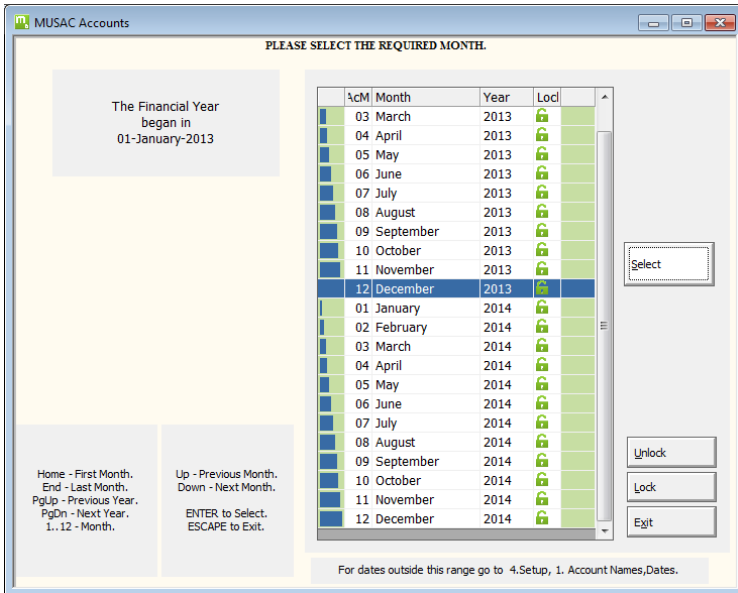 MUSAC Accounts
PLEASE SELECT THE REQUIRED MONTH.
The Financial Year
began in
01-January-2013
AcM Month Year Locl
03 March 2013
04 April 2013
05 May 2013
06 June 2013
07 July 2013
08 August 2013
09 September 2013
10 October 2013
11 November 2013
12 December 2013
01 January 2014
02 February 2014
03 March 2014
04 April 2014
05 May 2014
06 June 2014
07 July 2014
08 August 2014
09 September 2014
10 October 2014
11 November 2014
12 December 2014
Select
Unlock
Lock
Exit
Home - First Month.
End - Last Month.
PgUp - Previous Year.
PgDn - Next Year.
1..12 - Month.
Up - Previous Month.
Down - Next Month.
ENTER to Select.
ESCAPE to Exit.
For dates outside this range go to 4.Setup, 1. Account Names,Dates.